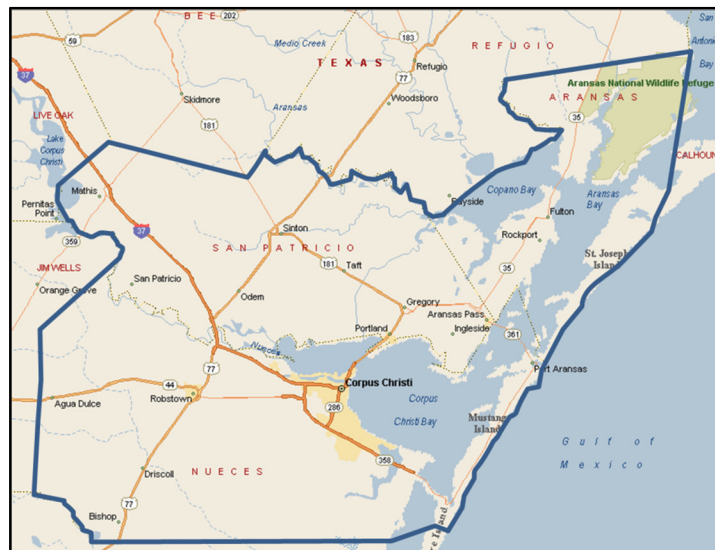 BEE
202
59
Medio Creek
183
REFUGIO
San
Antonio
Bay
TEXAS
Refugio
37
77
Aransas National Wildlife Refuge
Skidmore
Aransas
Woodsboro
ARANSAS
35
LIVE OAK
181
Lake
Corpus
Christi
CALHOUN
Mathis
Bayside
Copano Bay
Aransas
Bay
Pernitas
Point
Fulton
37
Sinton
359
SAN PATRICIO
Rockport
St. Joseph
Island
JIM WELLS
181
Taft
35
San Patricio
Orange Grove
Odem
Gregory
Aransas Pass
Portland
Ingleside
361
Nueces
77
Port Aransas
44
Corpus Christi
Robstown
Agua Dulce
286
Corpus
Christi Bay
Mustang
Island
Gulf of
Mexico
358
Driscoll
NUECES
77
Bishop
re Island